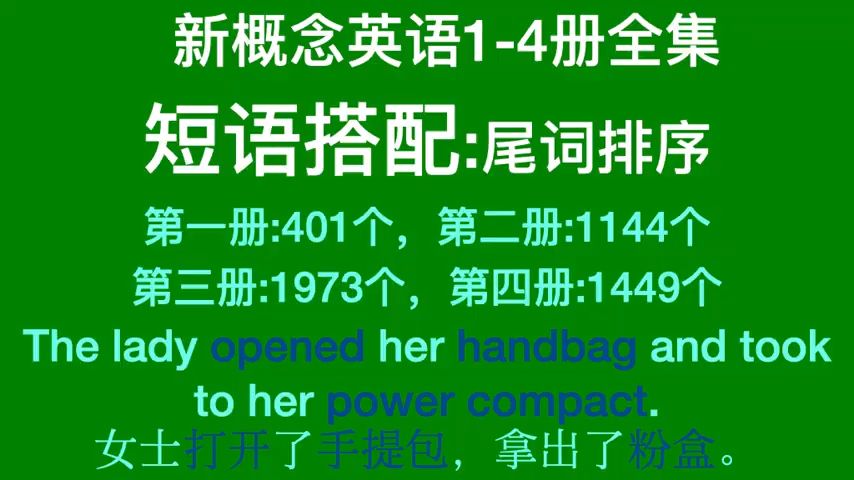 新概念英语1-4册全集
短语搭配:尾词排序
第一册:401个，第二册:1144个
第三册:1973个，第四册:1449个
The lady opened her handbag and took
to her power compact.
女士打开了手提包，拿出了粉盒。